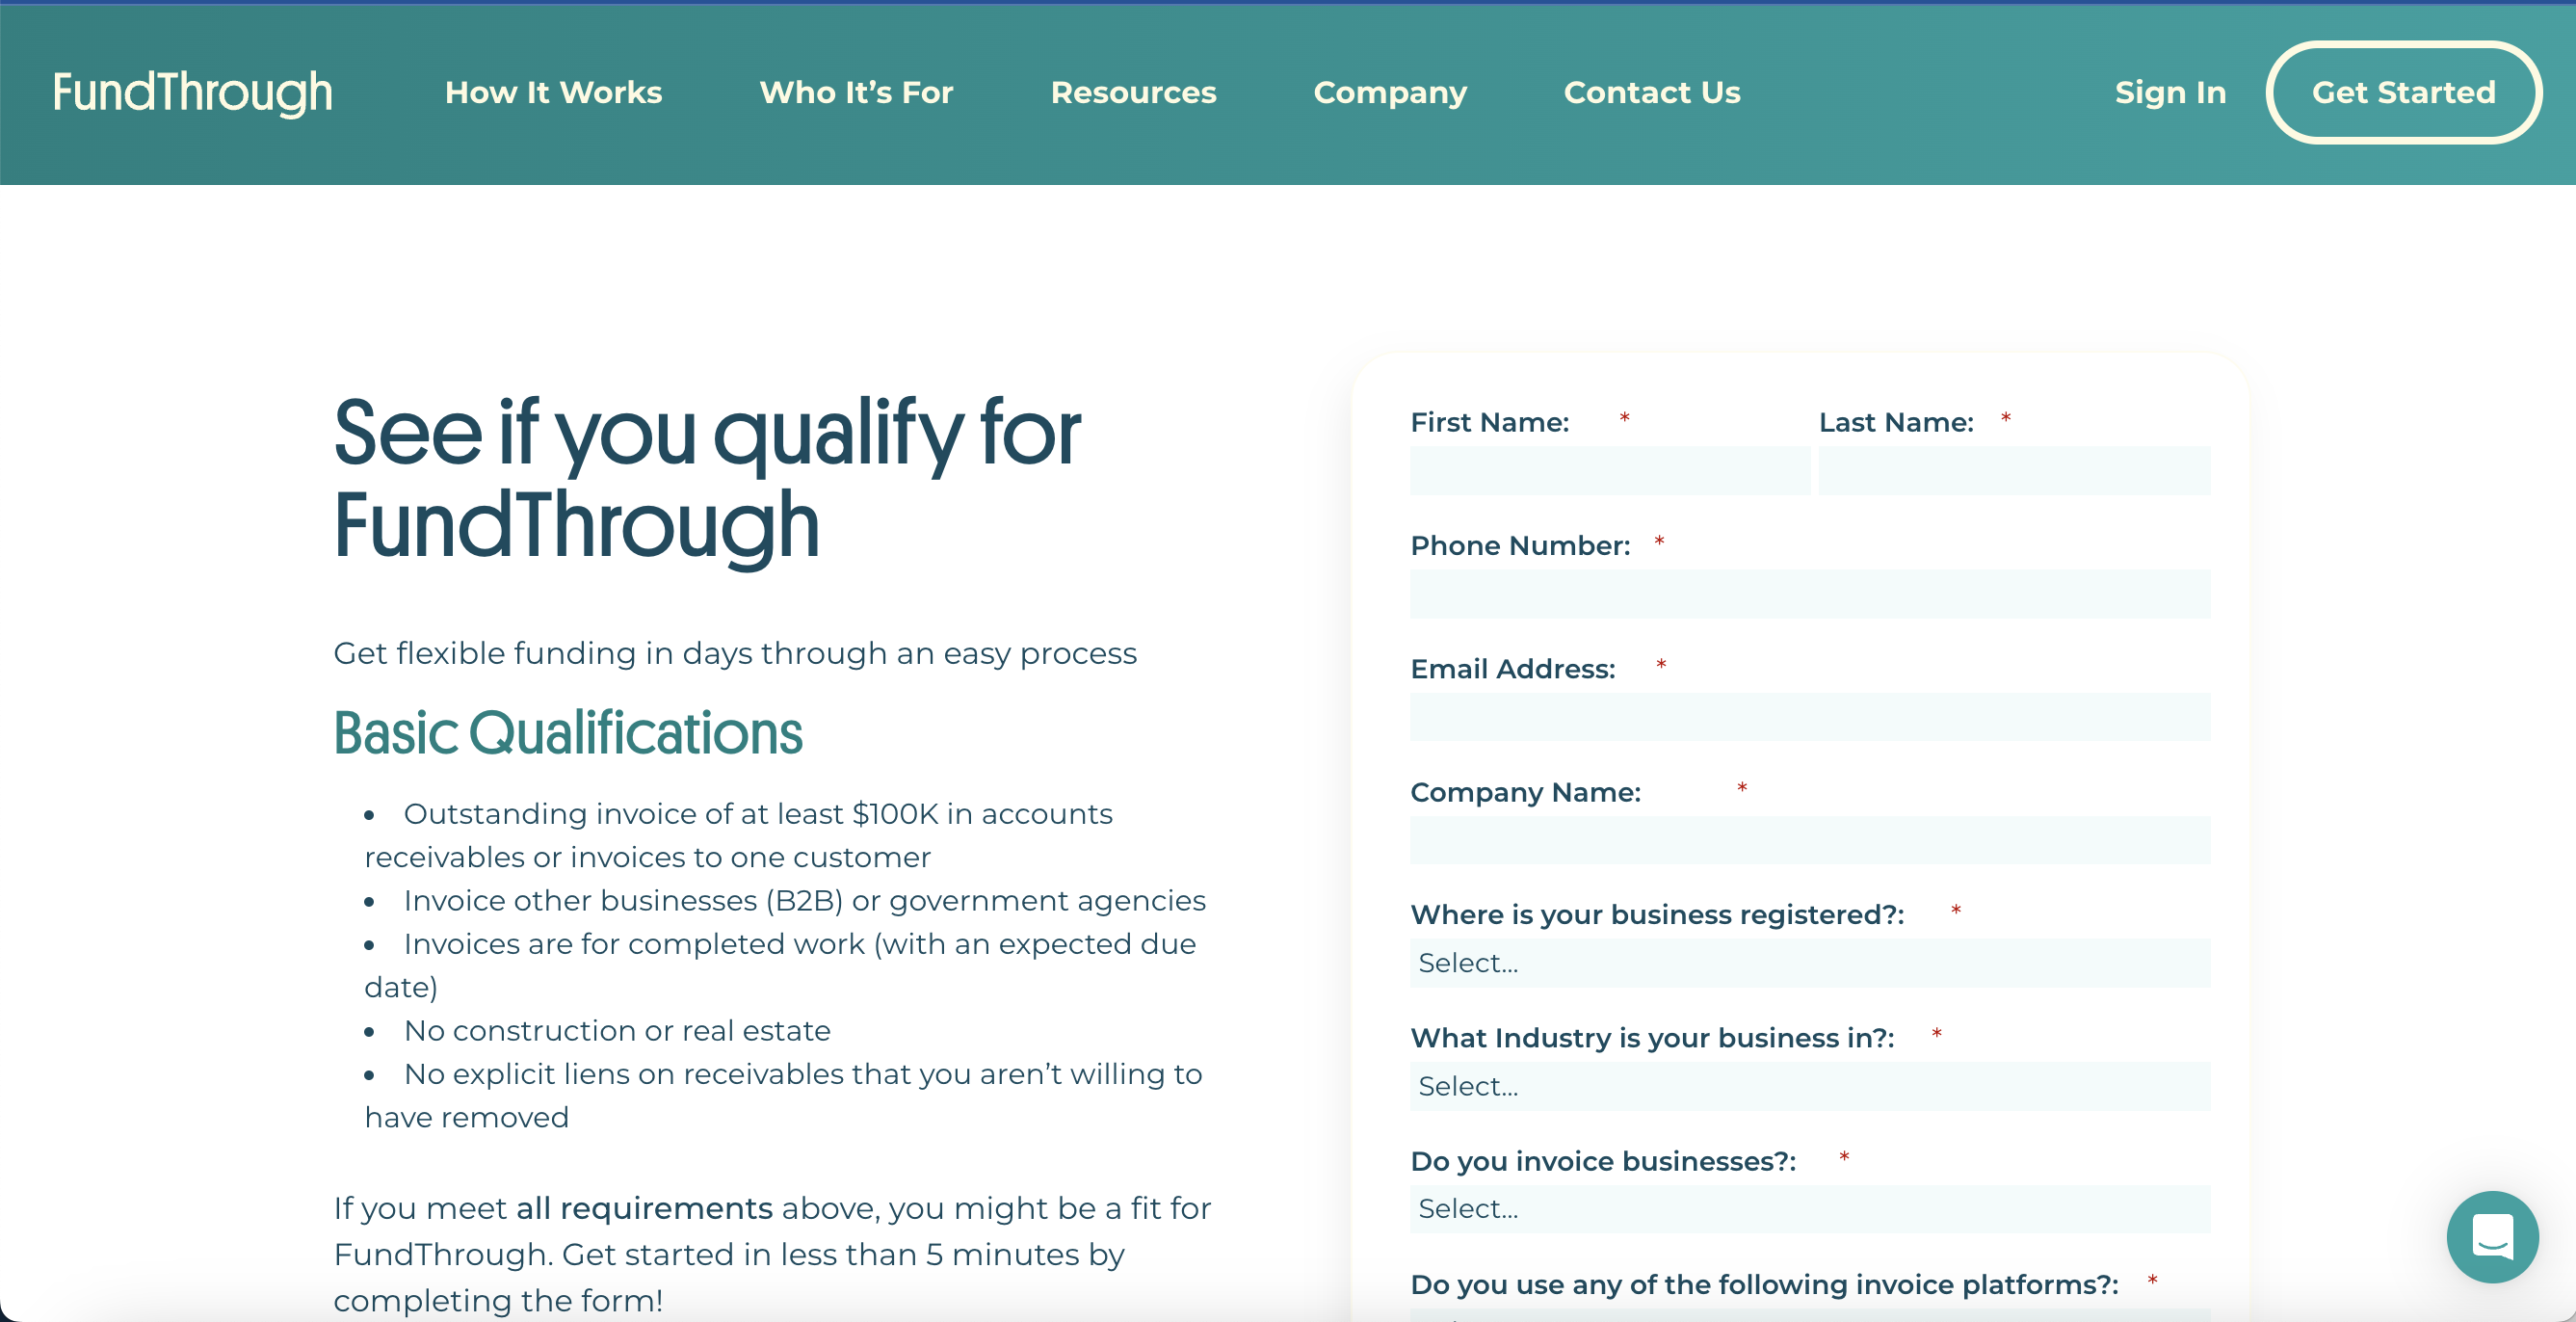 FundThrough How It Works Who It’s For Resources Company Contact Us Sign In Get Started
See if you qualify for
FundThrough
Get flexible funding in days through an easy process
Basic Qualifications
• Outstanding invoice of at least $100K in accounts
receivables or invoices to one customer
• Invoice other businesses (B2B) or government agencies
• Invoices are for completed work (with an expected due
date)
• No construction or real estate
• No explicit liens on receivables that you aren’t willing to
have removed
If you meet all requirements above, you might be a fit for
FundThrough. Get started in less than 5 minutes by
completing the form!
First Name: * Last Name: *
Phone Number: *
Email Address: *
Company Name: *
Where is your business registered?: *
Select...
What Industry is your business in?: *
Select...
Do you invoice businesses?: *
Select...
Do you use any of the following invoice platforms?: *